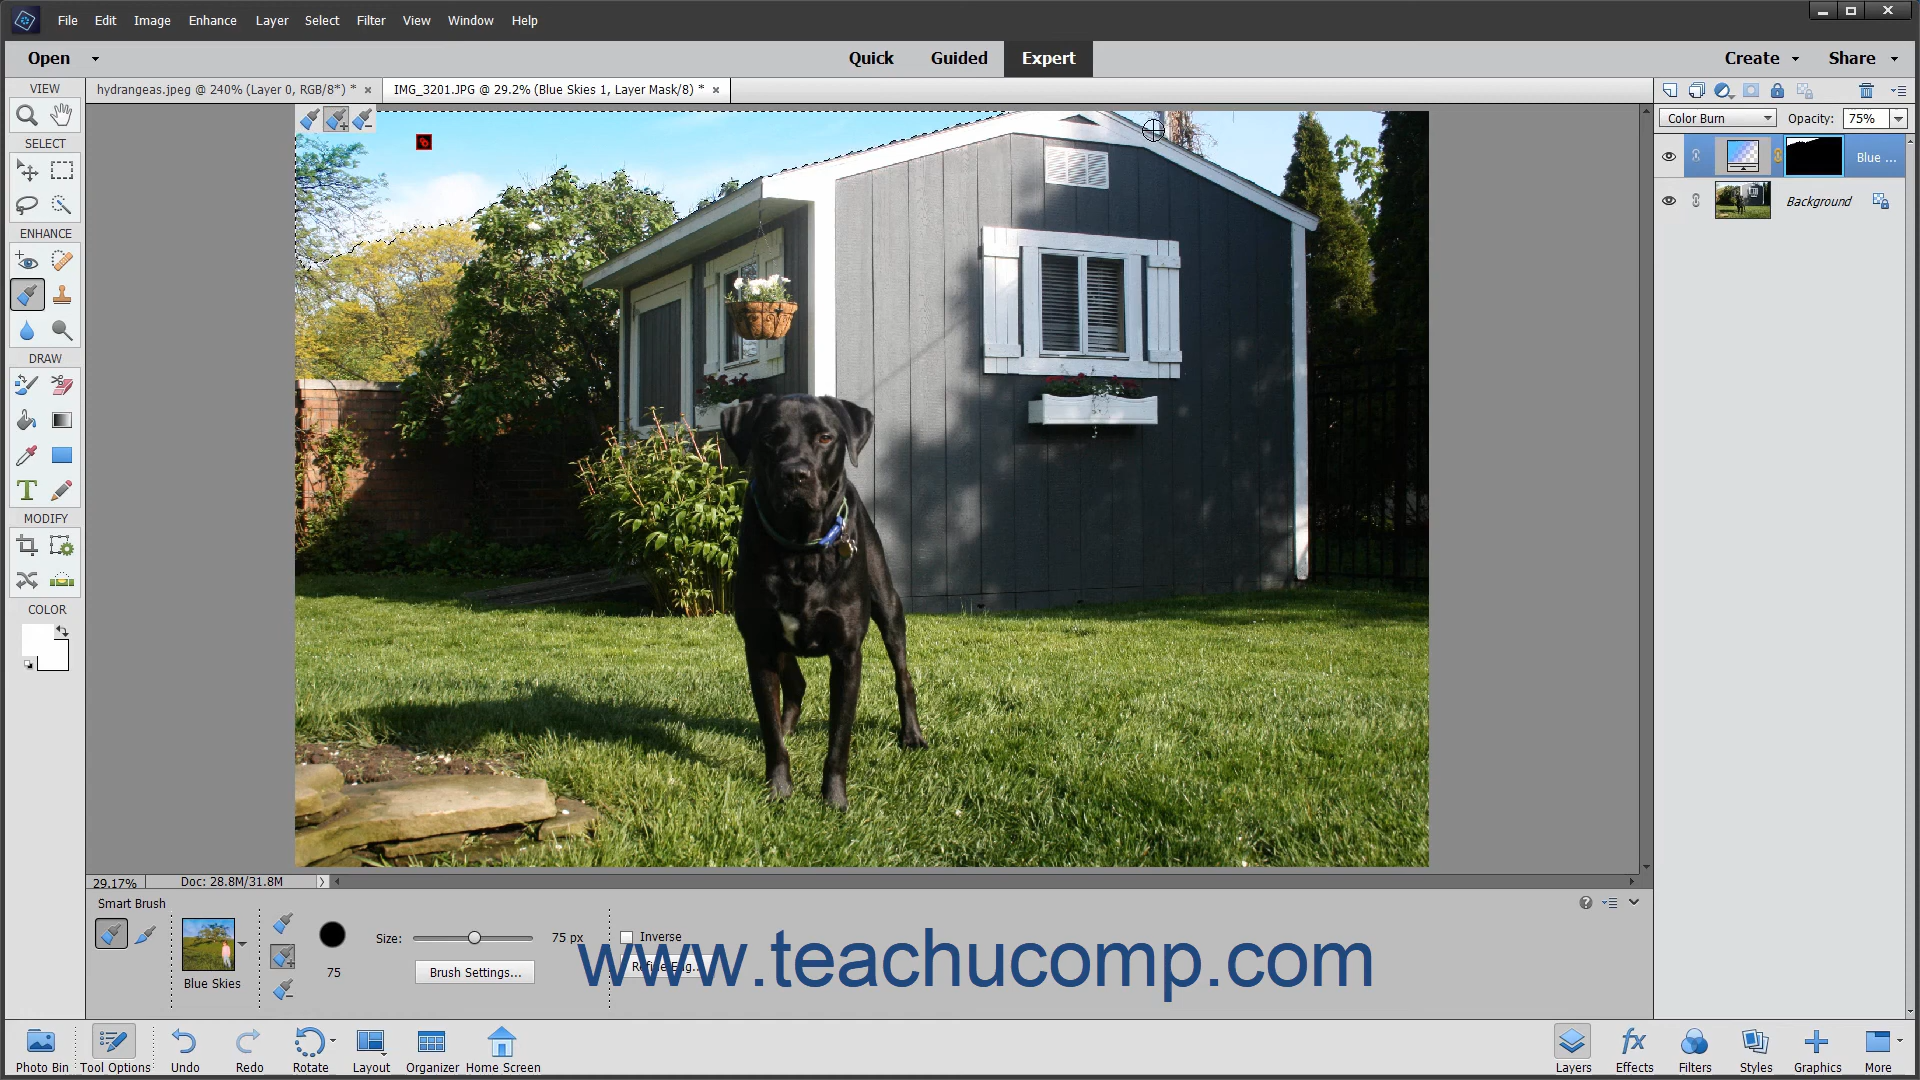 File Edit Image Enhance Layer Select Filter View Window Help
Open Quick Guided Expert Create Share
VIEW
hydrangeas.jpeg @ 240% (Layer 0, RGB/8*) *
IMG_3201.JPG @ 29.2% (Blue Skies 1, Layer Mask/8) *
Color Burn Opacity: 75%
SELECT
Blue ...
Background
ENHANCE
DRAW
T
MODIFY
COLOR
29.17% Doc: 28.8M/31.8M
Smart Brush
Size: 75 px Inverse
75 Brush Settings...
Blue Skies
www.teachucomp.com
Photo Bin Tool Options Undo Redo Rotate Layout Organizer Home Screen
fx
Layers Effects Filters Styles Graphics More